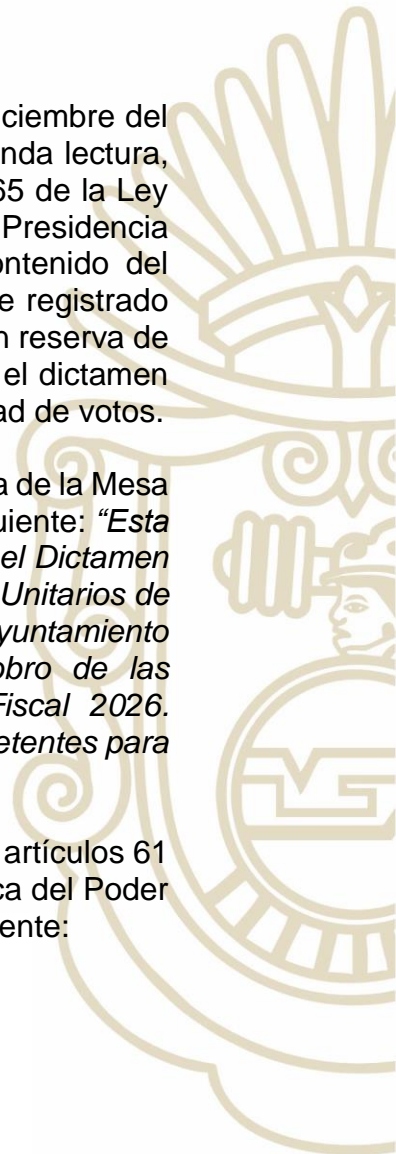 ciembre del
nda lectura,
65 de la Ley
Presidencia
ontenido del
e registrado
n reserva de
el dictamen
ad de votos.
a de la Mesa
uiente: “Esta
el Dictamen
Unitarios de
yuntamiento
obro de las
Fiscal 2026.
etentes para
artículos 61
ca del Poder
ente: